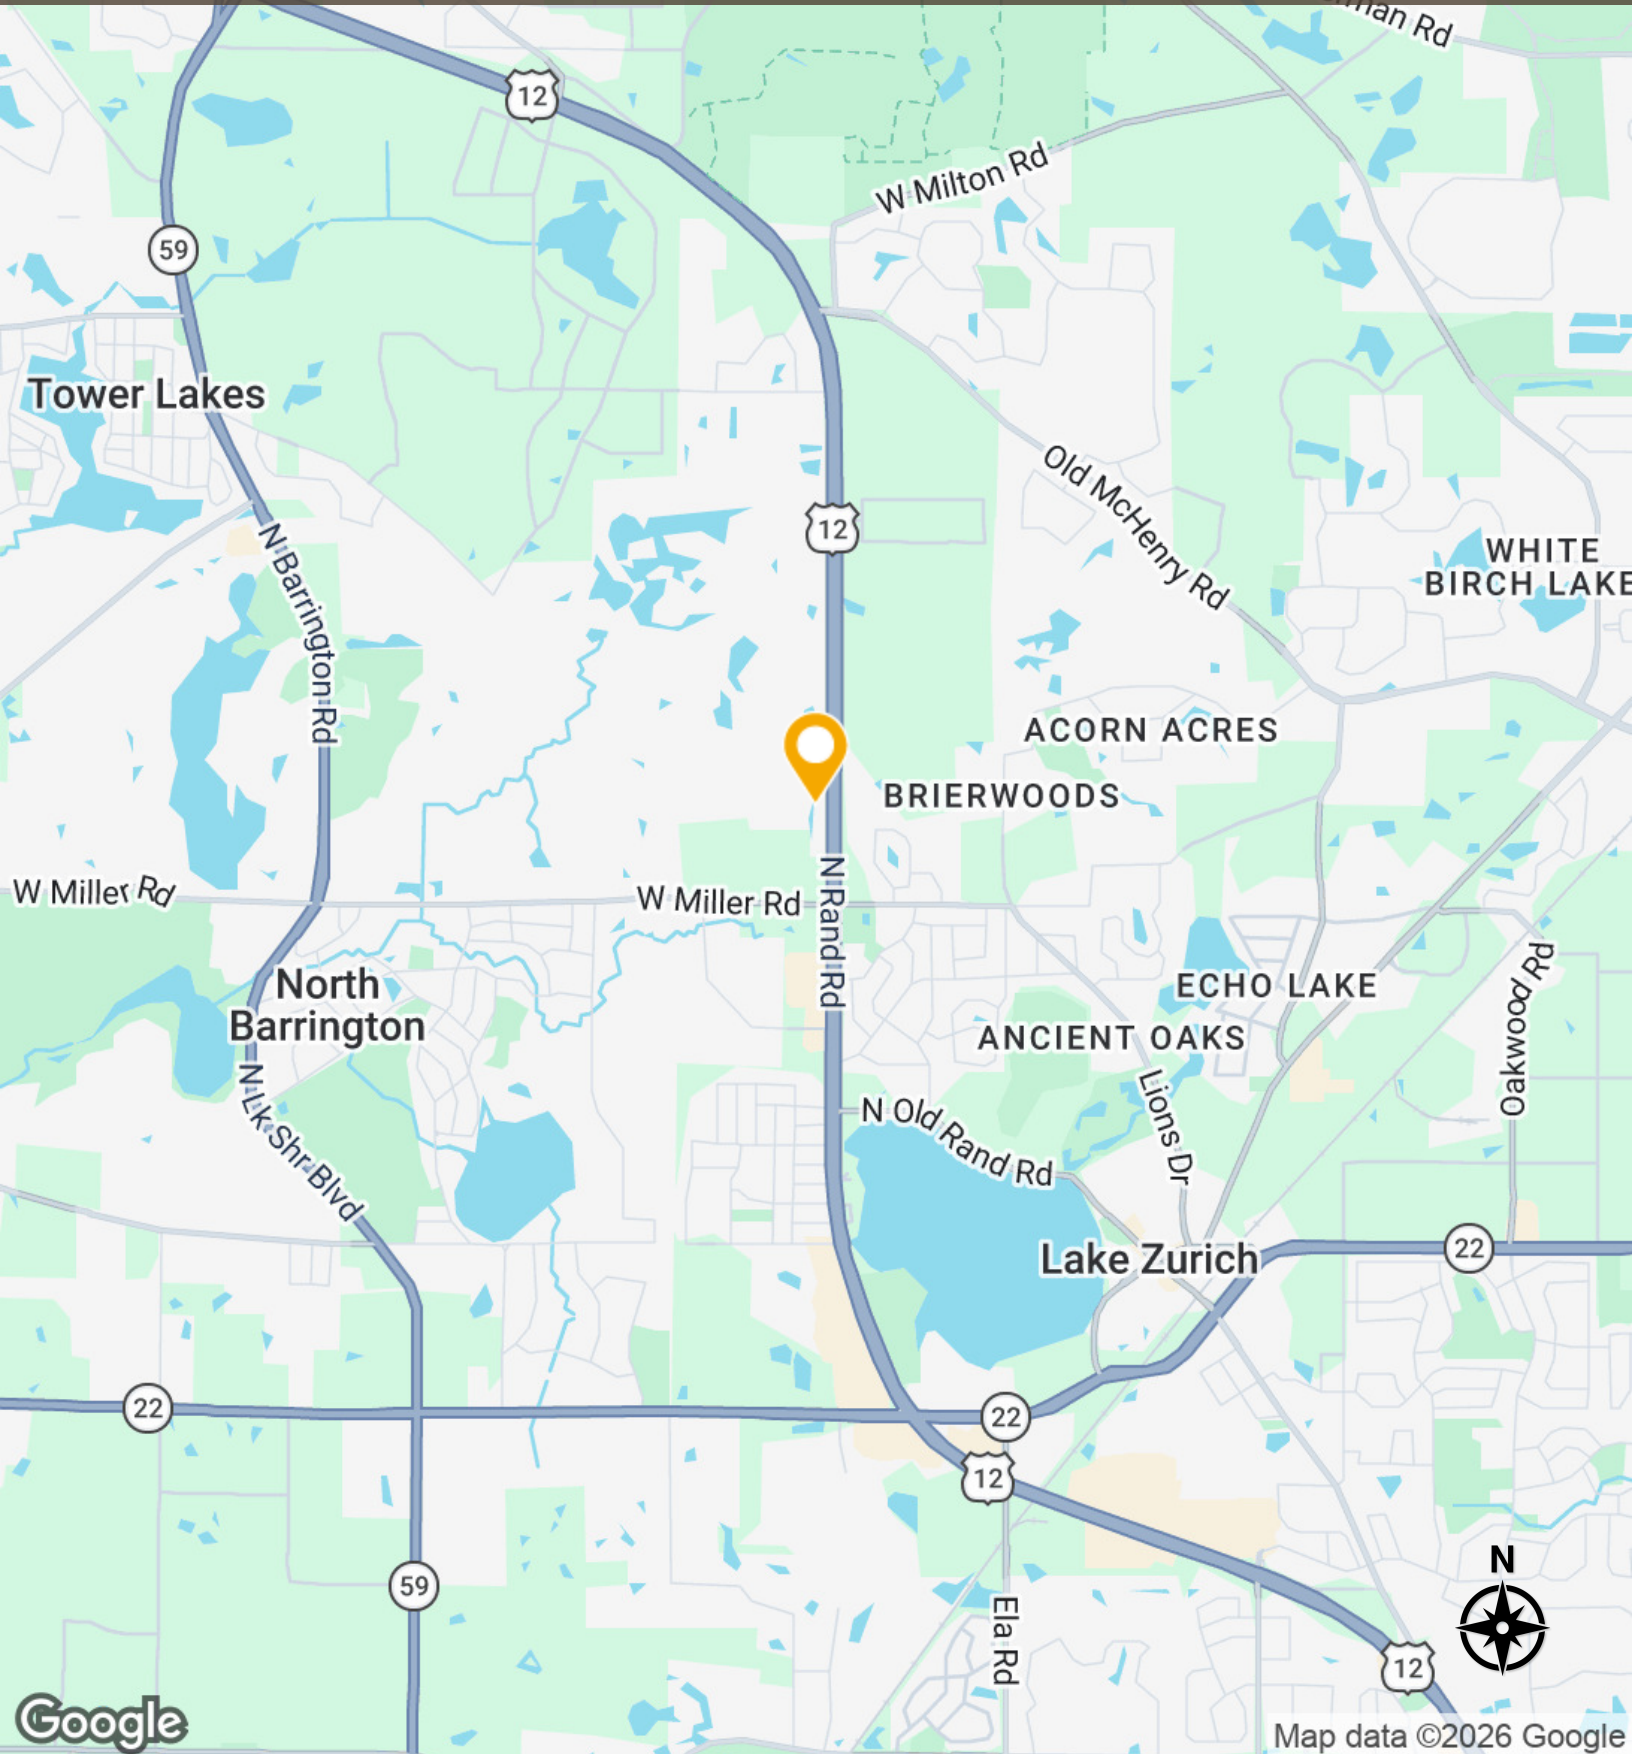 man Rd
12
W Milton Rd
59
Tower Lakes
Old McHenry Rd
12
WHITE
BIRCH LAKE
N Barrington Rd
ACORN ACRES
BRIERWOODS
W Miller Rd
W Miller Rd
N Rand Rd
Oakwood Rd
North
Barrington
ECHO LAKE
ANCIENT OAKS
N Lk Shr Blvd
N Old Rand Rd
Lions Dr
Lake Zurich
22
22
22
12
59
Ela Rd
N
12
Google
Map data ©2026 Google